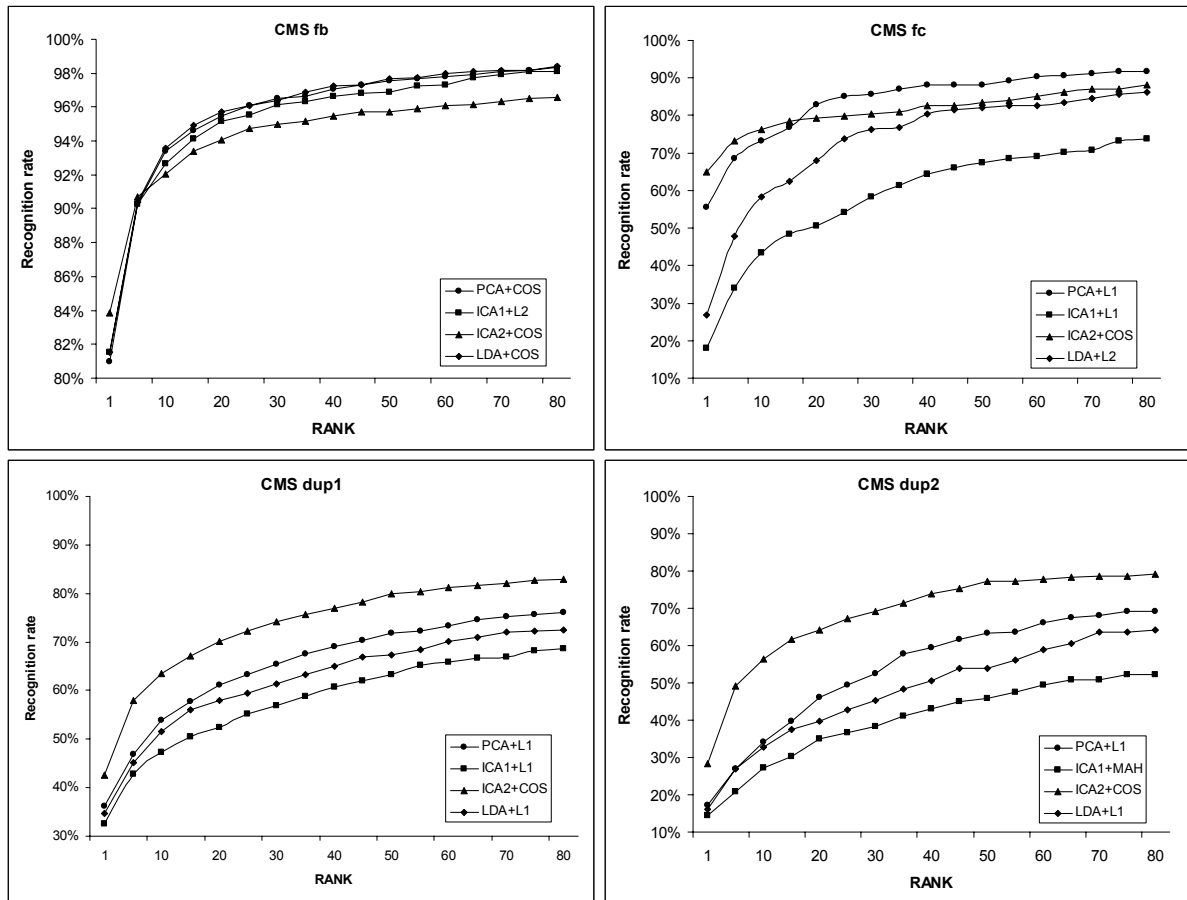 CMS fb
100%
98%
96%
94%
92%
90%
88%
86%
84%
82%
80%
Recognition rate
1 10 20 30 40 50 60 70 80
RANK
PCA+COS
ICA1+L2
ICA2+COS
LDA+COS
CMS fc
100%
90%
80%
70%
60%
50%
40%
30%
20%
10%
Recognition rate
1 10 20 30 40 50 60 70 80
RANK
PCA+L1
ICA1+L1
ICA2+COS
LDA+L2
CMS dup1
100%
90%
80%
70%
60%
50%
40%
30%
Recognition rate
1 10 20 30 40 50 60 70 80
RANK
PCA+L1
ICA1+L1
ICA2+COS
LDA+L1
CMS dup2
100%
90%
80%
70%
60%
50%
40%
30%
20%
10%
Recognition rate
1 10 20 30 40 50 60 70 80
RANK
PCA+L1
ICA1+MAH
ICA2+COS
LDA+L1